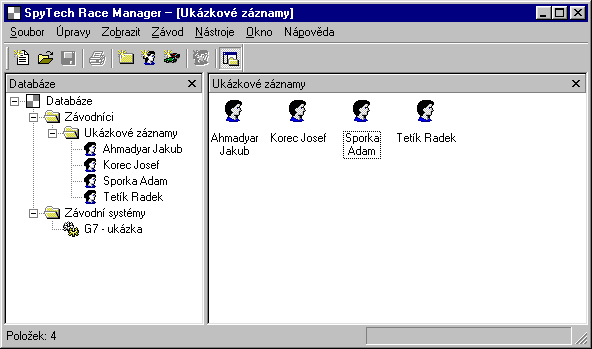 SpyTech Race Manager – [Ukázkové záznamy]
Soubor Úpravy Zobrazit Závod Nástroje Okno Nápověda
Databáze
Databáze
Závodníci
Ukázkové záznamy
Ahmadyar Jakub
Korec Josef
Sporka Adam
Tetík Radek
Závodní systémy
G7 - ukázka
Ukázkové záznamy
Ahmadyar
Jakub
Korec Josef
Sporka
Adam
Tetík Radek
Položek: 4